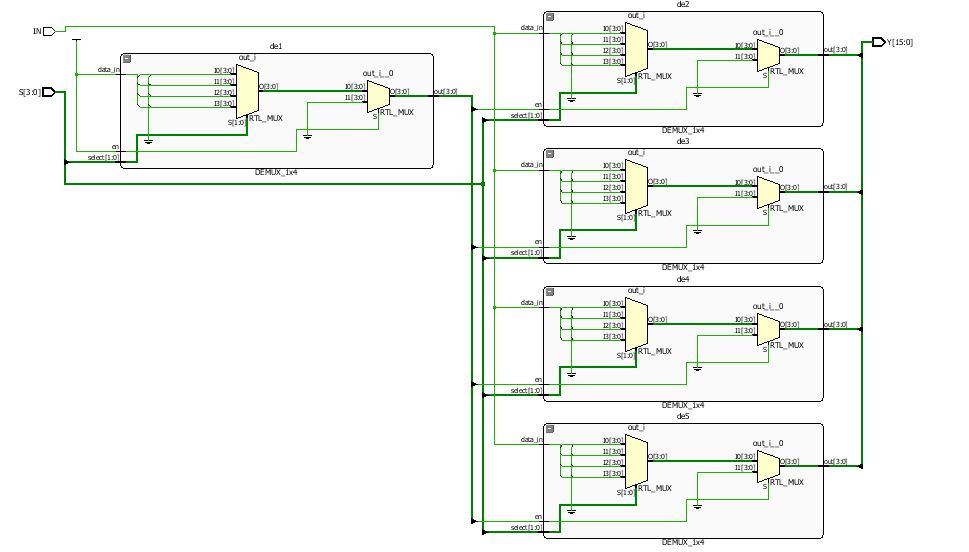 IN
S[3:0]
de1
data_in
out_i
I0[3:0]
I1[3:0]
I2[3:0]
I3[3:0]
O[3:0]
S[1:0]
RTL_MUX
out_i__0
I0[3:0]
I1[3:0]
O[3:0]
S
RTL_MUX
out[3:0]
en
select[1:0]
DEMUX_1x4
de2
data_in
out_i
I0[3:0]
I1[3:0]
I2[3:0]
I3[3:0]
O[3:0]
S[1:0]
RTL_MUX
out_i__0
I0[3:0]
I1[3:0]
O[3:0]
S
RTL_MUX
out[3:0]
en
select[1:0]
DEMUX_1x4
Y[15:0]
de3
data_in
out_i
I0[3:0]
I1[3:0]
I2[3:0]
I3[3:0]
O[3:0]
S[1:0]
RTL_MUX
out_i__0
I0[3:0]
I1[3:0]
O[3:0]
S
RTL_MUX
out[3:0]
en
select[1:0]
DEMUX_1x4
de4
data_in
out_i
I0[3:0]
I1[3:0]
I2[3:0]
I3[3:0]
O[3:0]
S[1:0]
RTL_MUX
out_i__0
I0[3:0]
I1[3:0]
O[3:0]
S
RTL_MUX
out[3:0]
en
select[1:0]
DEMUX_1x4
de5
data_in
out_i
I0[3:0]
I1[3:0]
I2[3:0]
I3[3:0]
O[3:0]
S[1:0]
RTL_MUX
out_i__0
I0[3:0]
I1[3:0]
O[3:0]
S
RTL_MUX
out[3:0]
en
select[1:0]
DEMUX_1x4